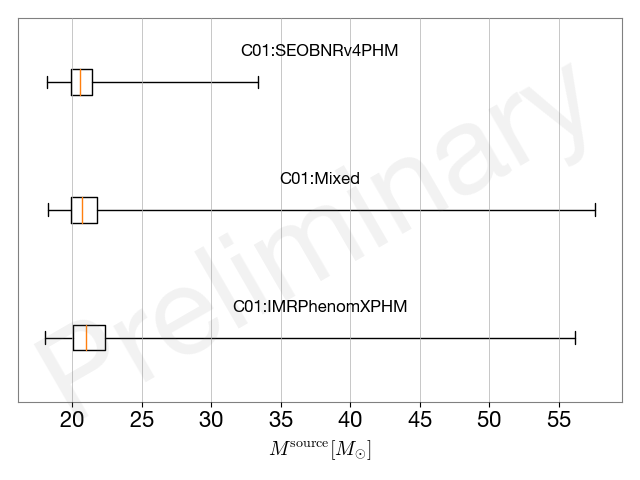 C01:SEOBNRv4PHM
C01:Mixed
C01:IMRPhenomXPHM
Preliminary
20 25 30 35 40 45 50 55
M^source[M_⊙]